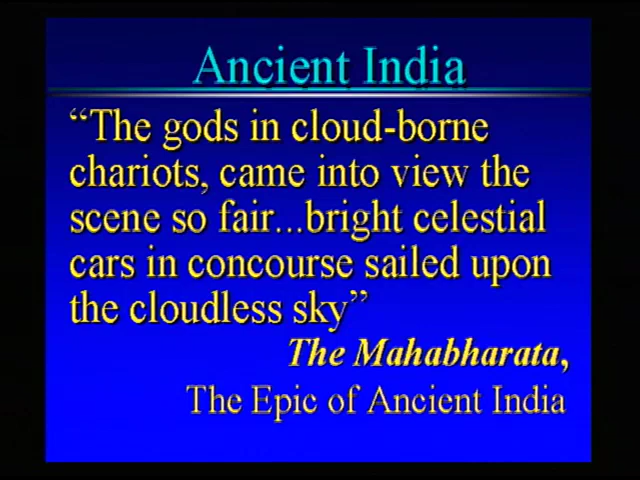 Ancient India
“The gods in cloud-borne
chariots, came into view the
scene so fair...bright celestial
cars in concourse sailed upon
the cloudless sky”
The Mahabharata,
The Epic of Ancient India